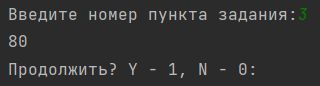 Введите номер пункта задания:3
80
Продолжить? Y - 1, N - 0: